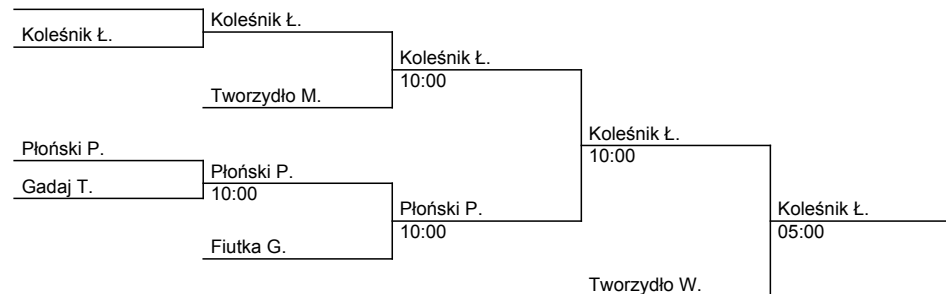 Koleśnik Ł.
Koleśnik Ł.
Koleśnik Ł.
10:00
Tworzydło M.
Koleśnik Ł.
10:00
Płoński P.
Płoński P.
10:00
Gadaj T.
Płoński P.
10:00
Koleśnik Ł.
05:00
Fiutka G.
Tworzydło W.